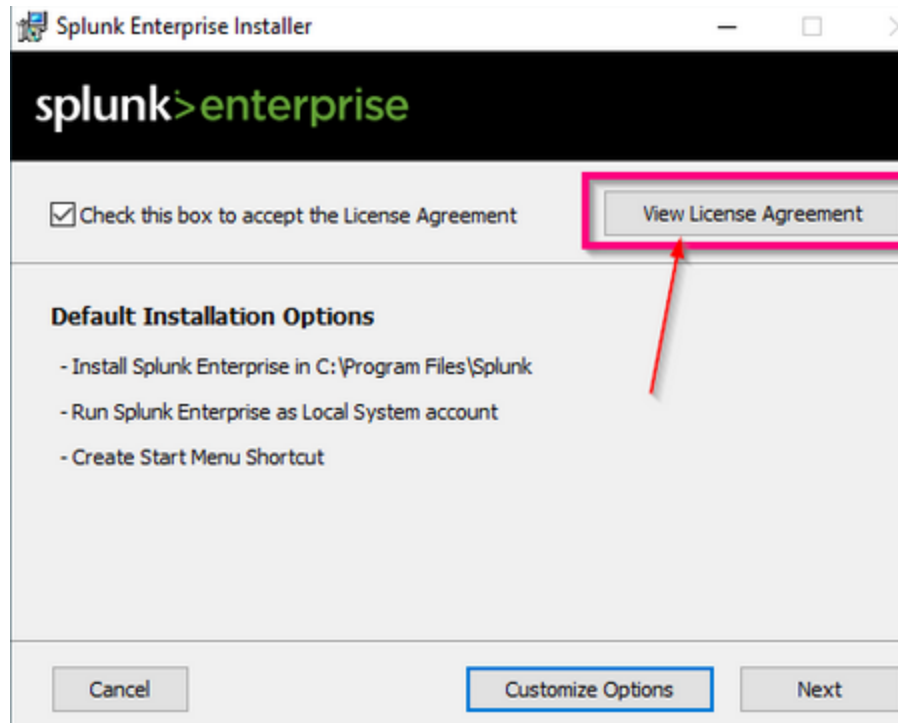 Splunk Enterprise Installer
splunk>enterprise
Check this box to accept the License Agreement
View License Agreement
Default Installation Options
- Install Splunk Enterprise in C:\Program Files\Splunk
- Run Splunk Enterprise as Local System account
- Create Start Menu Shortcut
Cancel
Customize Options
Next